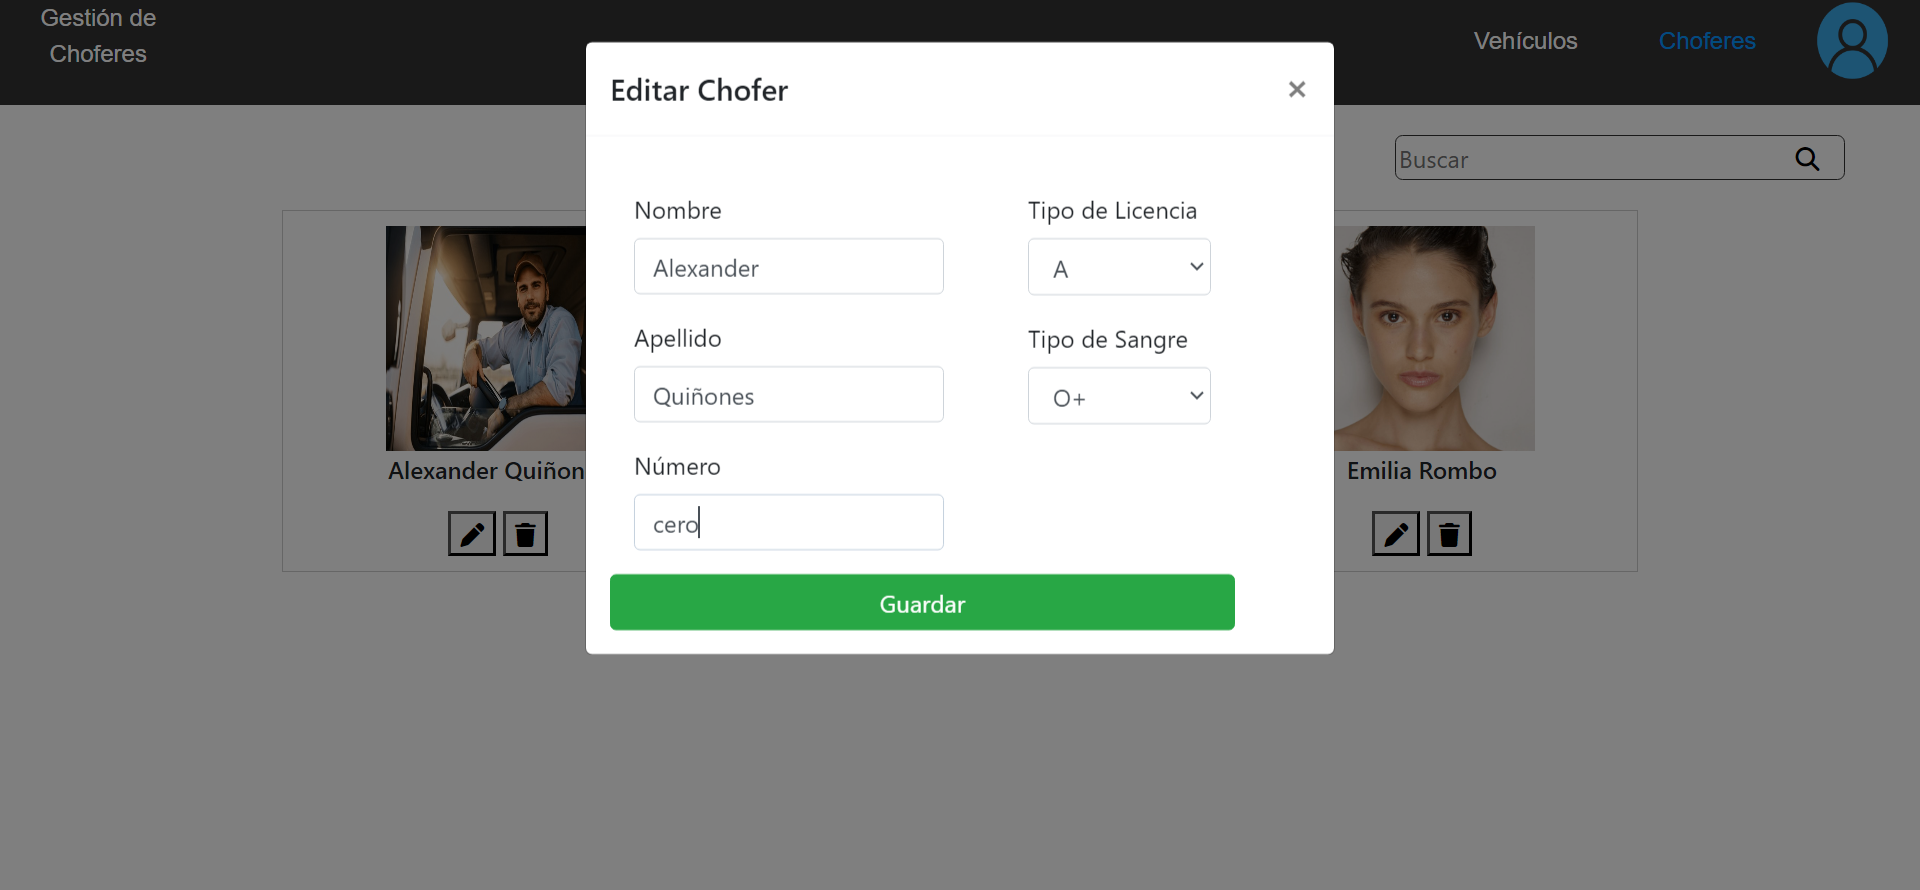 Gestión de
Choferes
Vehículos
Choferes
Editar Chofer
×
Buscar
Nombre
Alexander
Tipo de Licencia
A
Apellido
Quiñones
Tipo de Sangre
O+
Número
cero
Guardar
Alexander Quiñon
Emilia Rombo